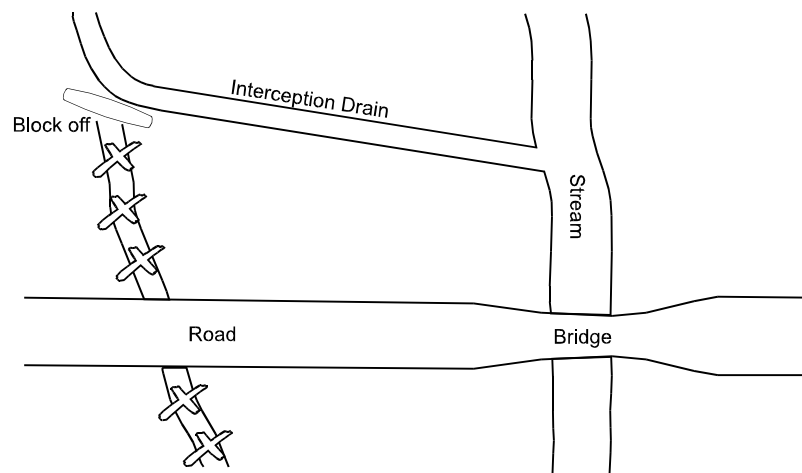 Interception Drain
Block off
Stream
Road
Bridge